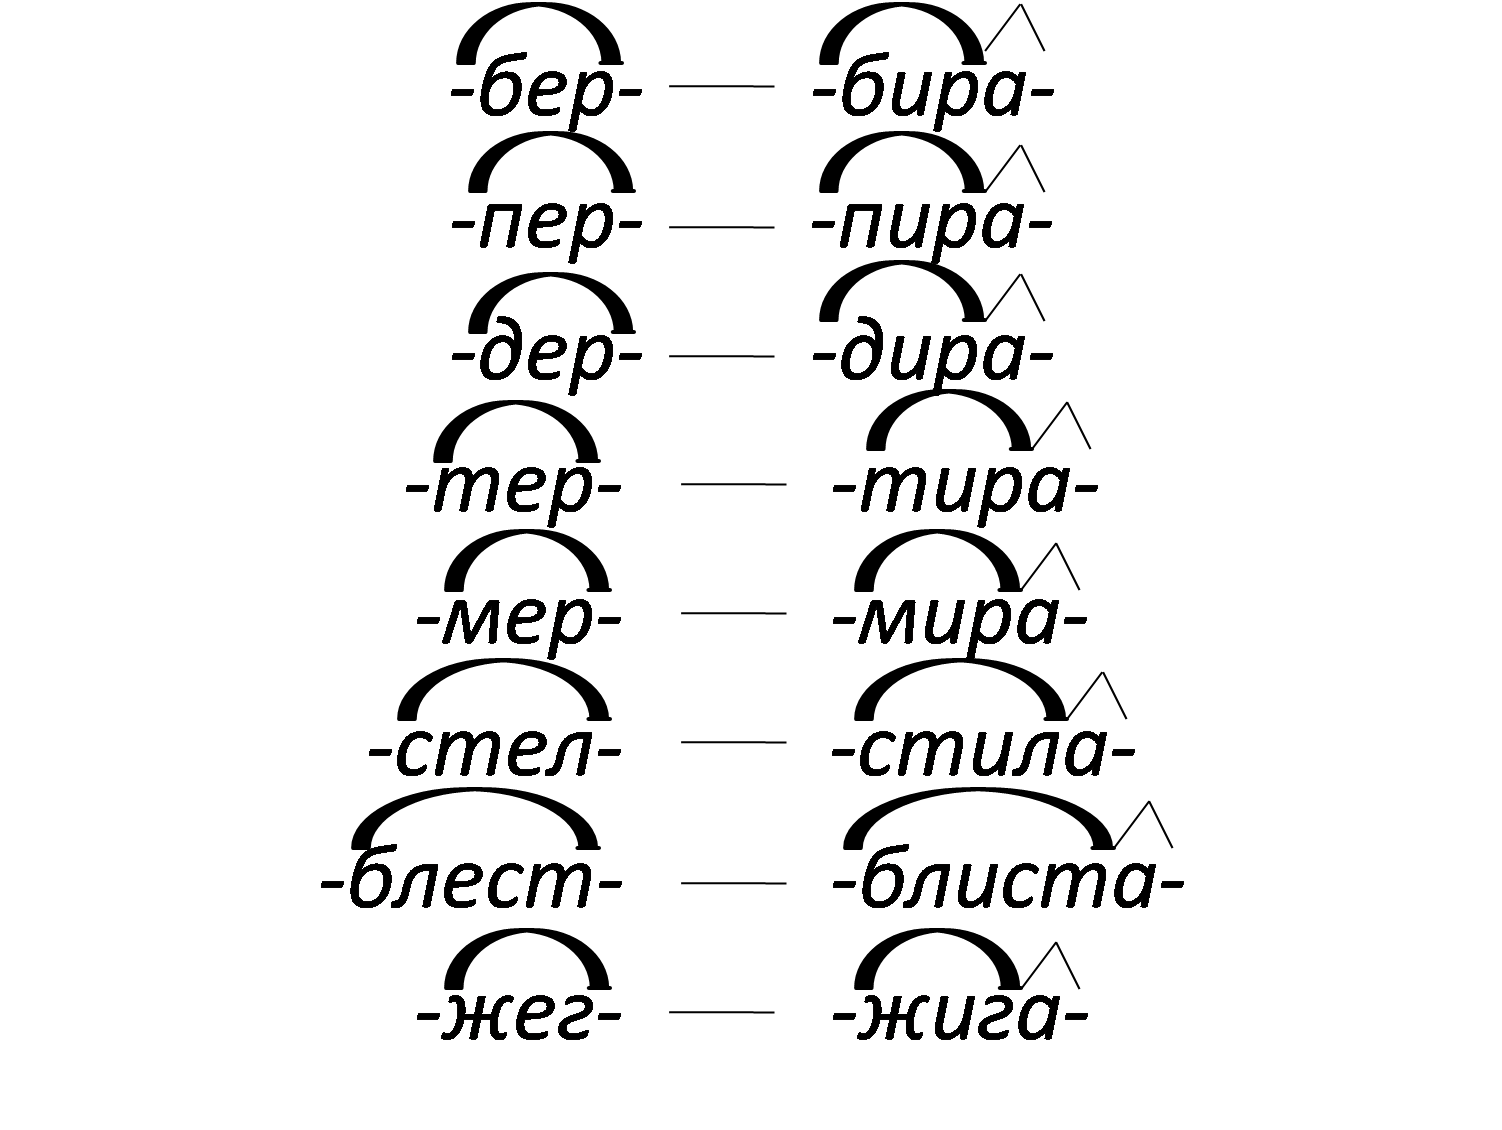 -бер- — -бира-
-пер- — -пира-
-дер- — -дира-
-тер- — -тира-
-мер- — -мира-
-стел- — -стила-
-блест- — -блиста-
-жег- — -жига-